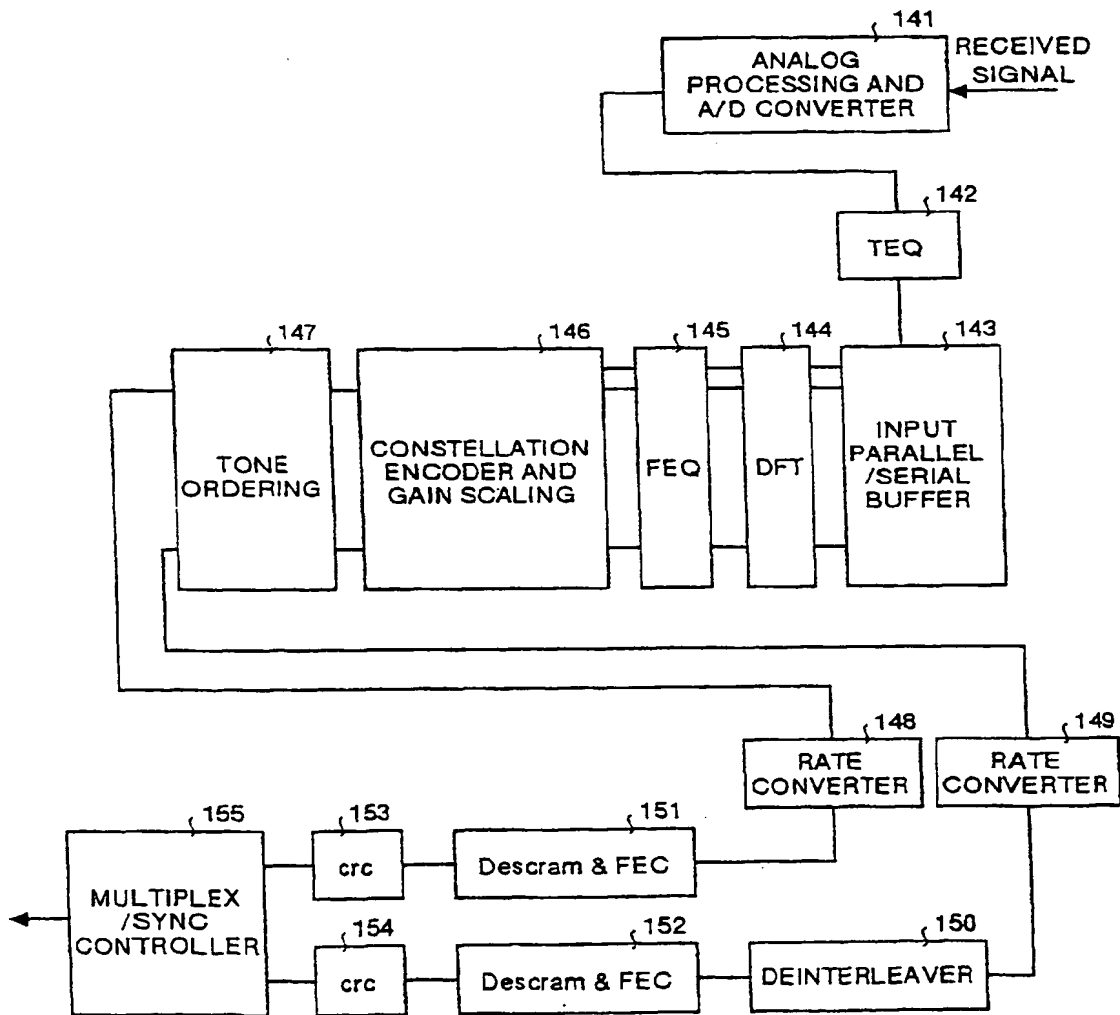 141
ANALOG
PROCESSING AND
A/D CONVERTER
RECEIVED
SIGNAL
142
TEQ
147
TONE
ORDERING
146
CONSTELLATION
ENCODER AND
GAIN SCALING
145
FEQ
144
DFT
143
INPUT
PARALLEL
/SERIAL
BUFFER
148
RATE
CONVERTER
149
RATE
CONVERTER
155
MULTIPLEX
/SYNC
CONTROLLER
153
crc
151
Descram & FEC
154
crc
152
Descram & FEC
150
DEINTERLEAVER